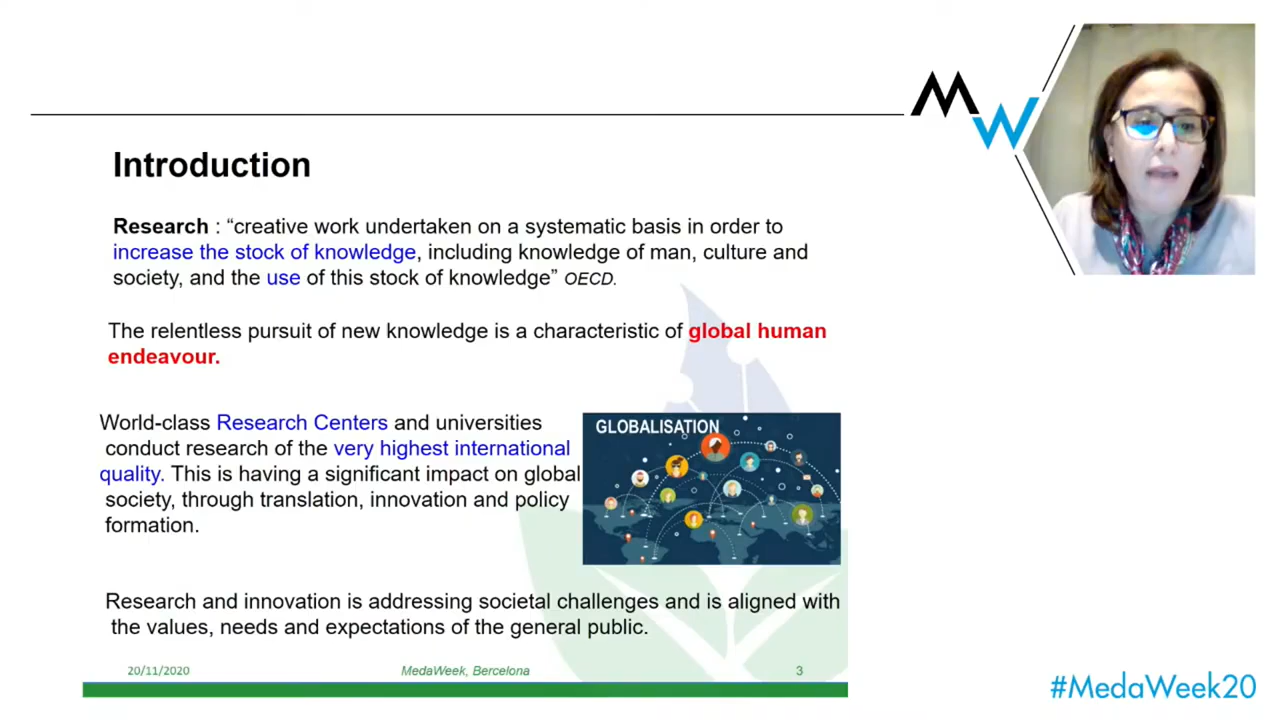 MW
Introduction
Research : “creative work undertaken on a systematic basis in order to
increase the stock of knowledge, including knowledge of man, culture and
society, and the use of this stock of knowledge” OECD.
The relentless pursuit of new knowledge is a characteristic of global human
endeavour.
World-class Research Centers and universities
conduct research of the very highest international
quality. This is having a significant impact on global
society, through translation, innovation and policy
formation.
GLOBALISATION
Research and innovation is addressing societal challenges and is aligned with
the values, needs and expectations of the general public.
20/11/2020 MedaWeek, Bercelona 3
#MedaWeek20